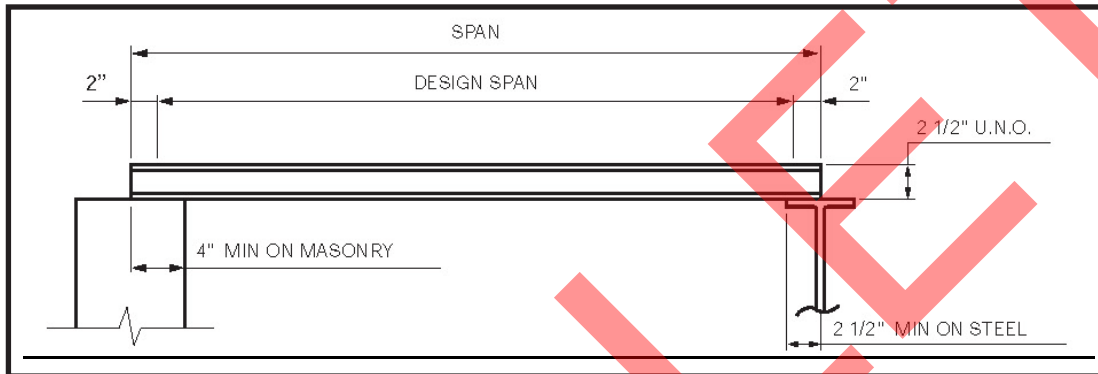 SPAN
2” DESIGN SPAN 2"
2 1/2" U.N.O.
4" MIN ON MASONRY
2 1/2" MIN ON STEEL